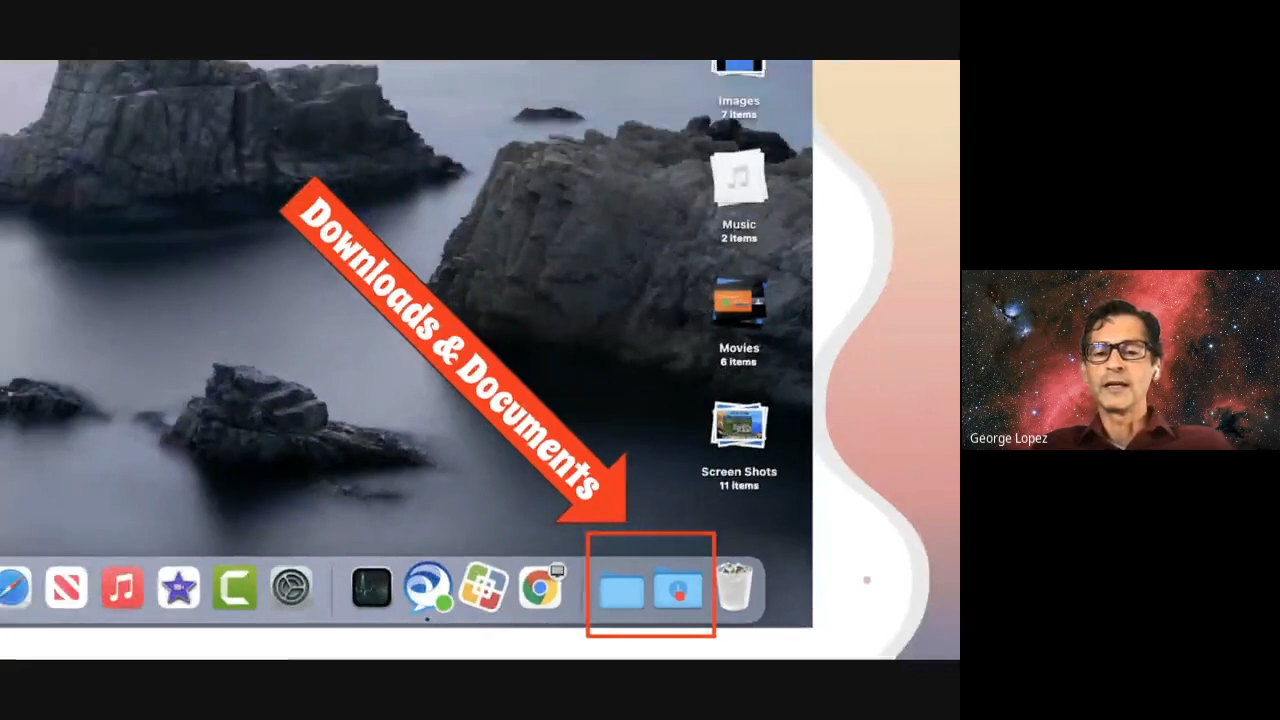 Images
7 items
Music
2 items
Downloads & Documents
Movies
6 items
Screen Shots
11 items
George Lopez